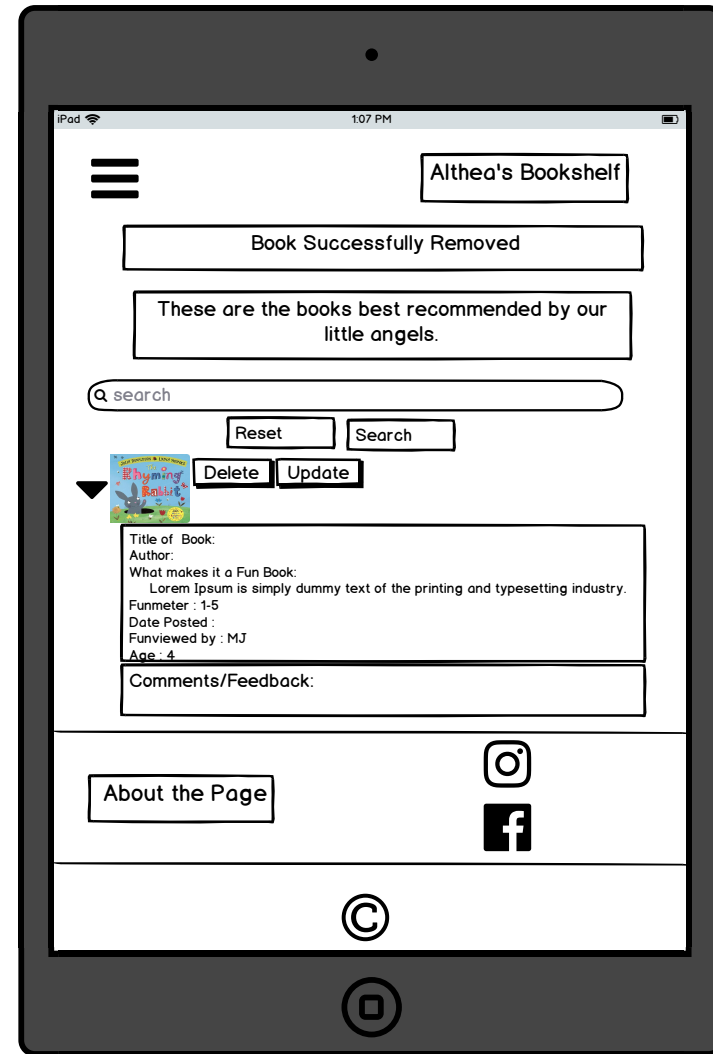 iPad 1:07 PM
Althea's Bookshelf
Book Successfully Removed
These are the books best recommended by our
little angels.
search
Reset Search
Rhyming
Rabbit
Delete Update
Title of Book:
Author:
What makes it a Fun Book:
Lorem Ipsum is simply dummy text of the printing and typesetting industry.
Funmeter : 1-5
Date Posted :
Funviewed by : MJ
Age : 4
Comments/Feedback:
About the Page
©